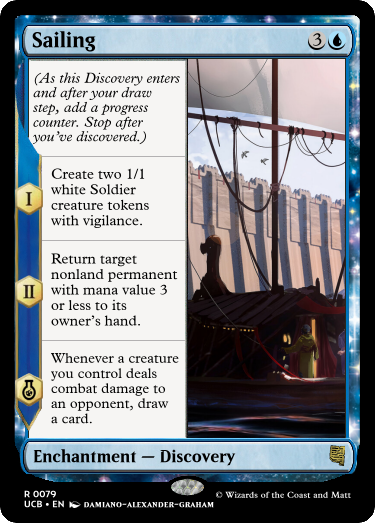 Sailing 3
(As this Discovery enters
and after your draw
step, add a progress
counter. Stop after
you've discovered.)
I
Create two 1/1
white Soldier
creature tokens
with vigilance.
II
Return target
nonland permanent
with mana value 3
or less to its
owner's hand.
Whenever a creature
you control deals
combat damage to
an opponent, draw
a card.
Enchantment — Discovery
R 0079
UCB • EN DAMIANO-ALEXANDER-GRAHAM
© Wizards of the Coast and Matt